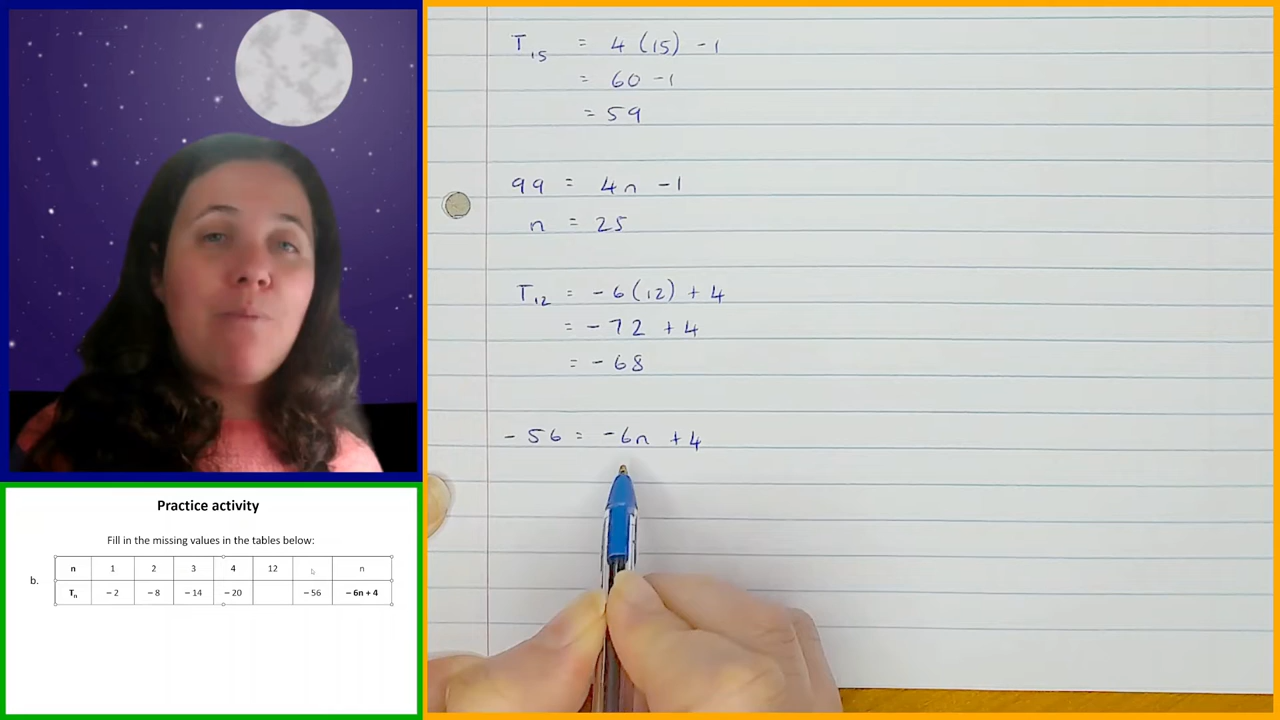 T₁₅ = 4 (15) - 1
= 60 - 1
= 59
99 = 4n - 1
n = 25
T₁₂ = - 6 (12) + 4
= - 72 + 4
= - 68
- 56 = - 6n + 4
Practice activity
Fill in the missing values in the tables below:
b.
n 1 2 3 4 12 n
Tₙ – 2 – 8 – 14 – 20 – 56 – 6n + 4